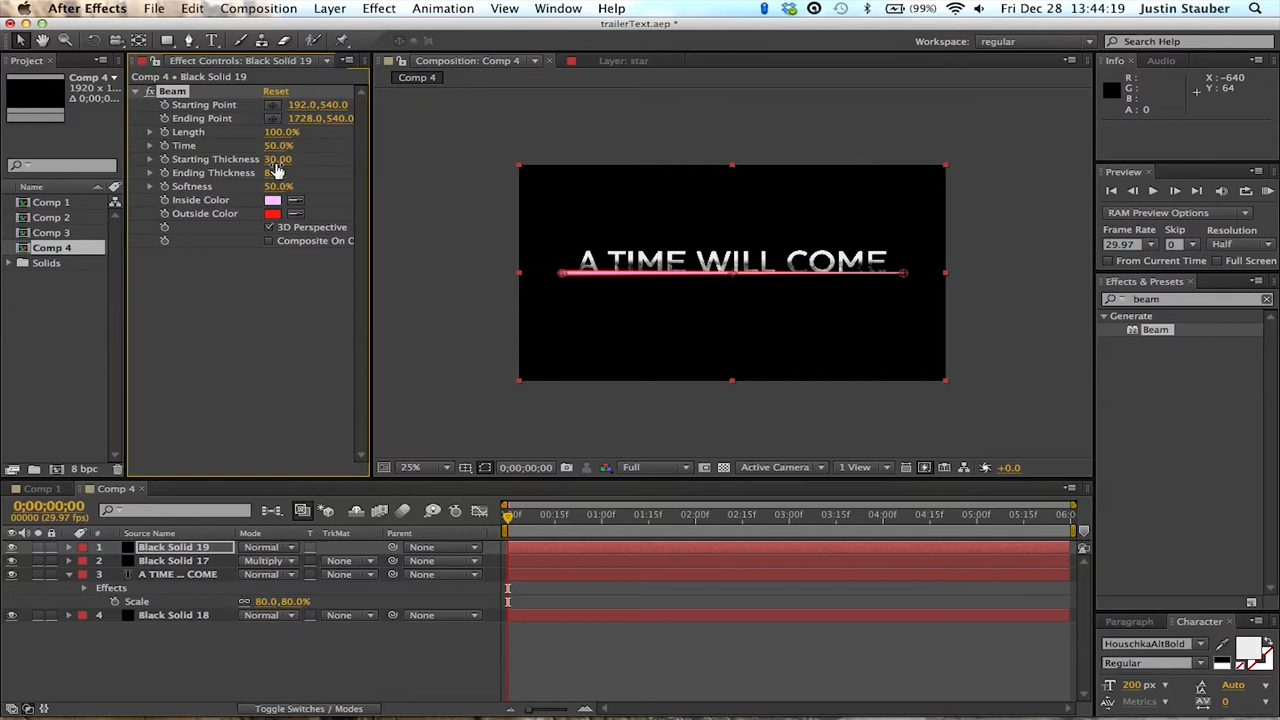 After Effects File Edit Composition Layer Effect Animation View Window Help (99%) Fri Dec 28 13:44:19 Justin Stauber
trailerText.aep *
Workspace: regular Search Help
Project Effect Controls: Black Solid 19 Composition: Comp 4 Layer: star Info Audio
Comp 4 • Black Solid 19 Comp 4
Comp 4
1920 x 1
Δ 0;00;0
fx Beam Reset
Starting Point 192.0,540.0
Ending Point 1728.0,540.0
Length 100.0%
Time 50.0%
Starting Thickness 30.00
Ending Thickness 8
Softness 50.0%
Inside Color
Outside Color
3D Perspective
Composite On O
Name
Comp 1
Comp 2
Comp 3
Comp 4
Solids
8 bpc
A TIME WILL COME
R: X: -640
G: Y: 64
B:
A: 0
Preview
RAM Preview Options
Frame Rate Skip Resolution
29.97 0 Half
From Current Time Full Screen
Effects & Presets
beam
Generate
Beam
25% 0;00;00;00 Full Active Camera 1 View +0.0
Comp 1 Comp 4
0;00;00;00
00000 (29.97 fps)
:00f 00:15f 01:00f 01:15f 02:00f 02:15f 03:00f 03:15f 04:00f 04:15f 05:00f 05:15f 06:0
# Source Name Mode T TrkMat Parent
1 Black Solid 19 Normal None
2 Black Solid 17 Multiply None None
3 T A TIME ... COME Normal None None
Effects
Scale 80.0,80.0%
4 Black Solid 18 Normal None None
Toggle Switches / Modes
Paragraph Character
HouschkaAltBold
Regular
200 px Auto
Metrics 0